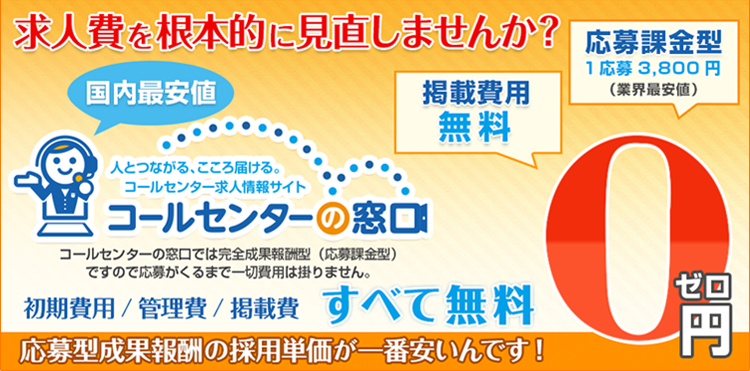 求人費を根本的に見直しませんか?
国内最安値
応募課金型
1応募3,800円
(業界最安値)
掲載費用
無料
人とつながる、こころ届ける。
コールセンター求人情報サイト
コールセンターの窓口
コールセンターの窓口では完全成果報酬型(応募課金型)
ですので応募がくるまで一切費用は掛りません。
初期費用/管理費/掲載費 すべて無料
0
ゼロ
円
応募型成果報酬の採用単価が一番安いんです!